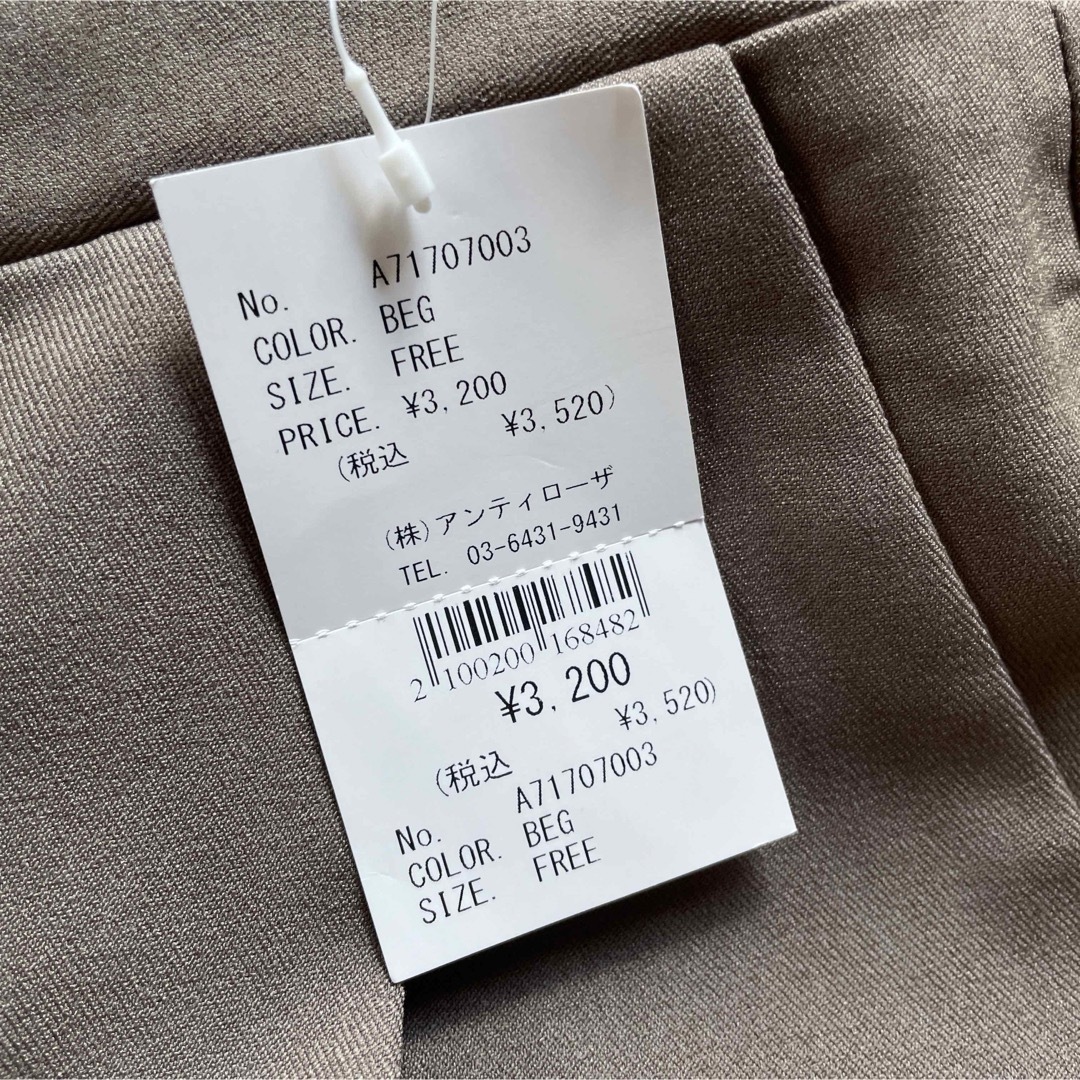 No. A71707003
COLOR. BEG
SIZE. FREE
PRICE. ¥3,200
(税込 ¥3,520)
(株)アンティローザ
TEL. 03-6431-9431
2 100200 168482
¥3,200
(税込 ¥3,520)
No. A71707003
COLOR. BEG
SIZE. FREE